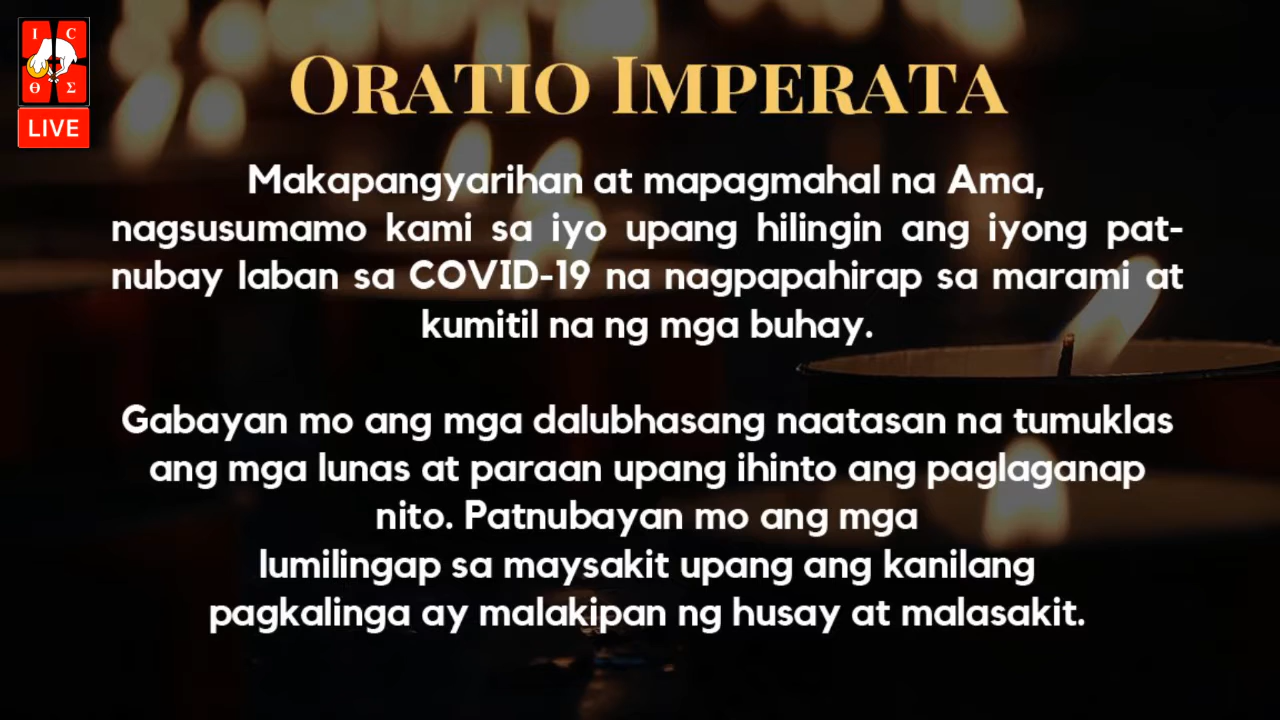 I C
Θ Σ
LIVE
ORATIO IMPERATA
Makapangyarihan at mapagmahal na Ama,
nagsusumamo kami sa iyo upang hilingin ang iyong pat-
nubay laban sa COVID-19 na nagpapahirap sa marami at
kumitil na ng mga buhay.
Gabayan mo ang mga dalubhasang naatasan na tumuklas
ang mga lunas at paraan upang ihinto ang paglaganap
nito. Patnubayan mo ang mga
lumilingap sa maysakit upang ang kanilang
pagkalinga ay malakipan ng husay at malasakit.